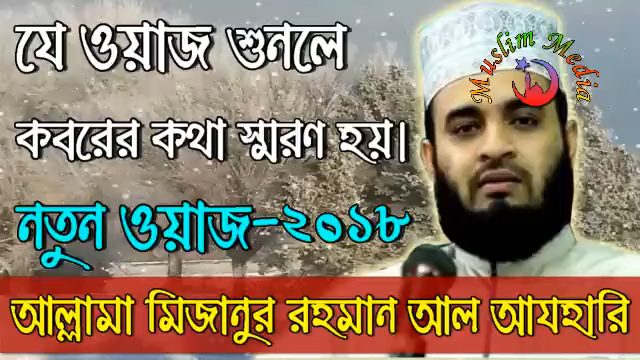 যে ওয়াজ শুনলে
Muslim Media
কবরের কথা স্মরণ হয়।
নতুন ওয়াজ-২০১৮
আল্লামা মিজানুর রহমান আল আযহারি